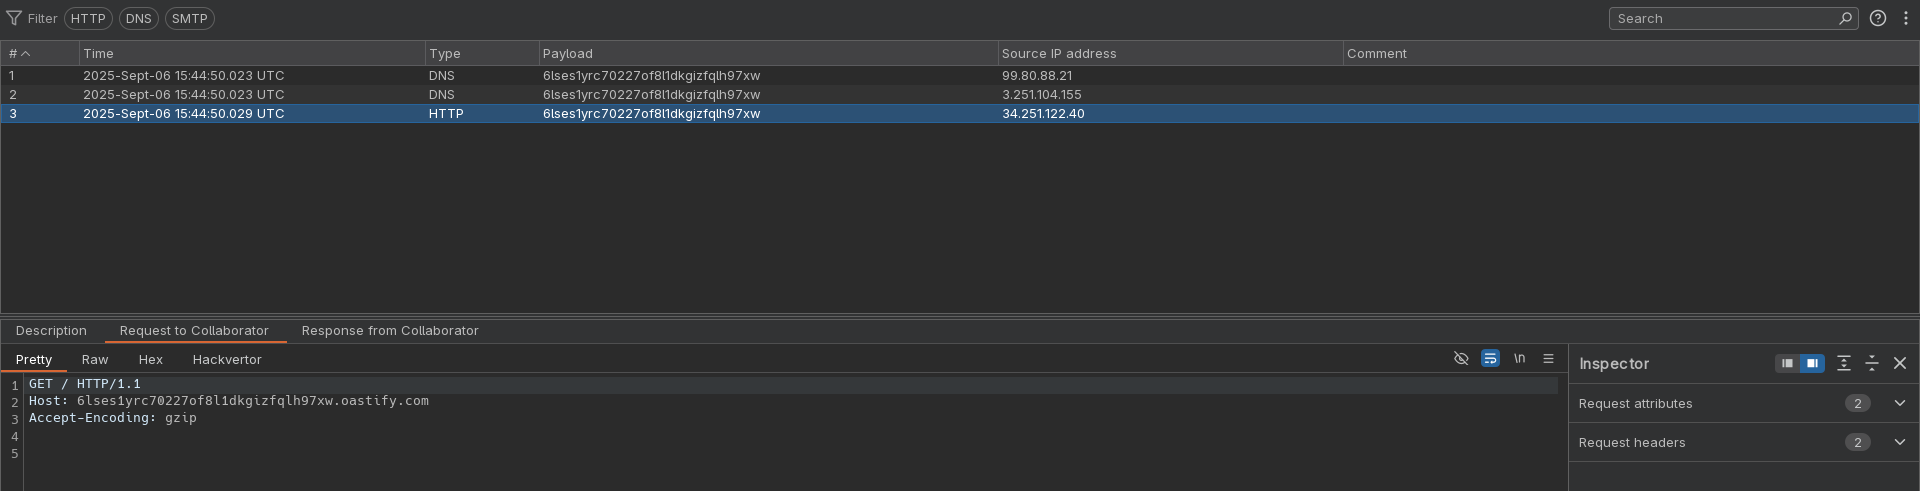 Filter HTTP DNS SMTP Search
# Time Type Payload Source IP address Comment
1 2025-Sept-06 15:44:50.023 UTC DNS 6lses1yrc70227of8l1dkgizfqlh97xw 99.80.88.21
2 2025-Sept-06 15:44:50.023 UTC DNS 6lses1yrc70227of8l1dkgizfqlh97xw 3.251.104.155
3 2025-Sept-06 15:44:50.029 UTC HTTP 6lses1yrc70227of8l1dkgizfqlh97xw 34.251.122.40
Description Request to Collaborator Response from Collaborator
Pretty Raw Hex Hackvertor \n Inspector
1 GET / HTTP/1.1
2 Host: 6lses1yrc70227of8l1dkgizfqlh97xw.oastify.com
3 Accept-Encoding: gzip
4
5
Request attributes 2
Request headers 2